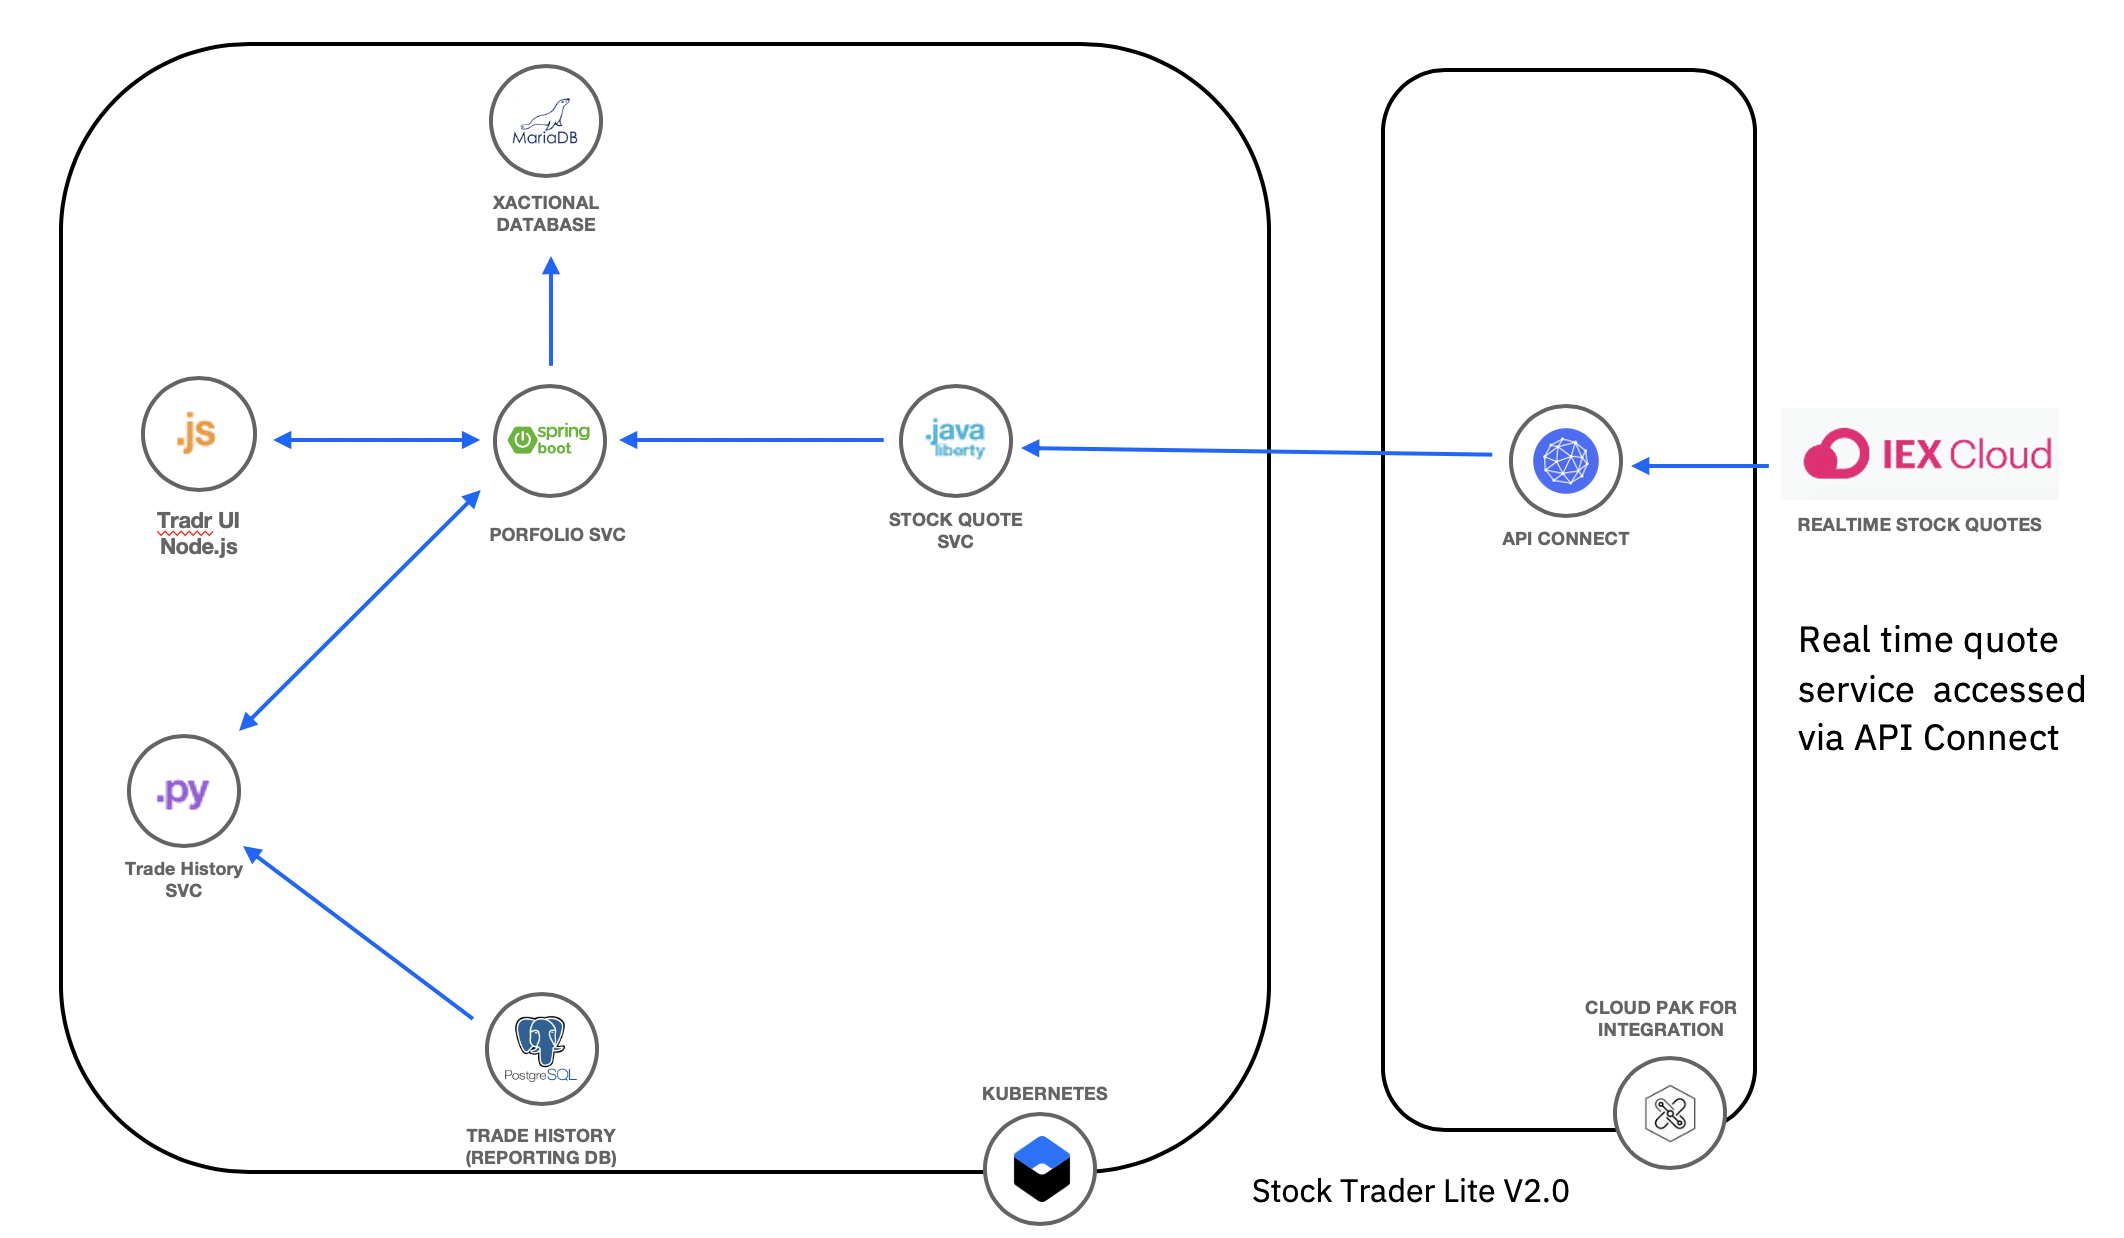 MariaDB
XACTIONAL
DATABASE
.js
Tradr UI
Node.js
spring
boot
PORFOLIO SVC
.java
liberty
STOCK QUOTE
SVC
API CONNECT
IEX Cloud
REALTIME STOCK QUOTES
Real time quote
service accessed
via API Connect
.py
Trade History
SVC
PostgreSQL
TRADE HISTORY
(REPORTING DB)
KUBERNETES
CLOUD PAK FOR
INTEGRATION
Stock Trader Lite V2.0